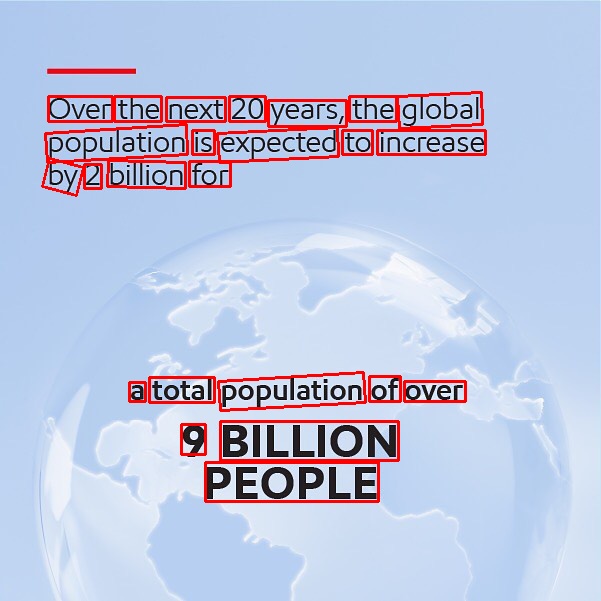 Over the next 20 years, the global
population is expected to increase
by 2 billion for
a total population of over
9 BILLION
PEOPLE